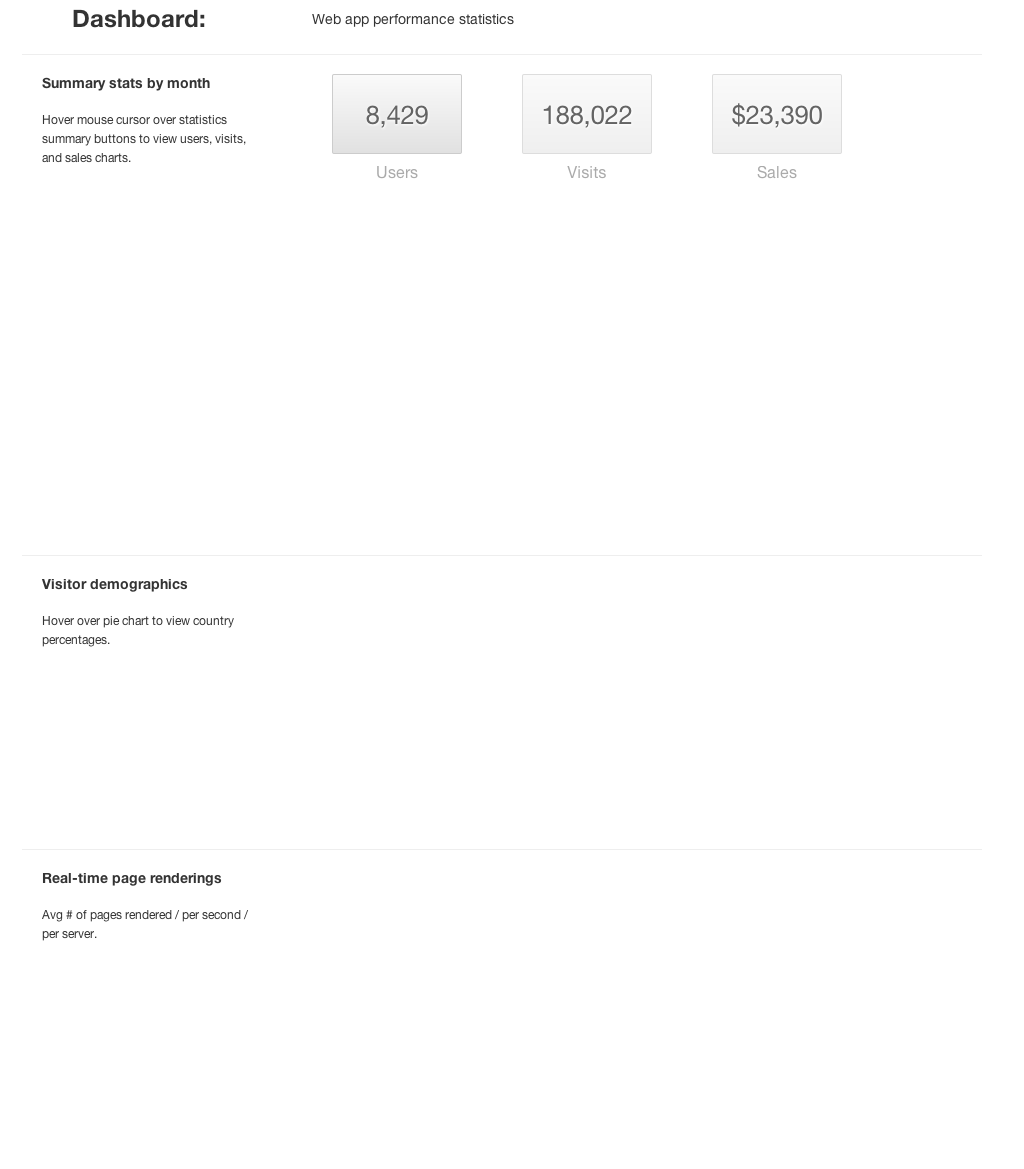 Dashboard:
Web app performance statistics
Summary stats by month
Hover mouse cursor over statistics
summary buttons to view users, visits,
and sales charts.
8,429
188,022
$23,390
Users
Visits
Sales
Visitor demographics
Hover over pie chart to view country
percentages.
Real-time page renderings
Avg # of pages rendered / per second /
per server.